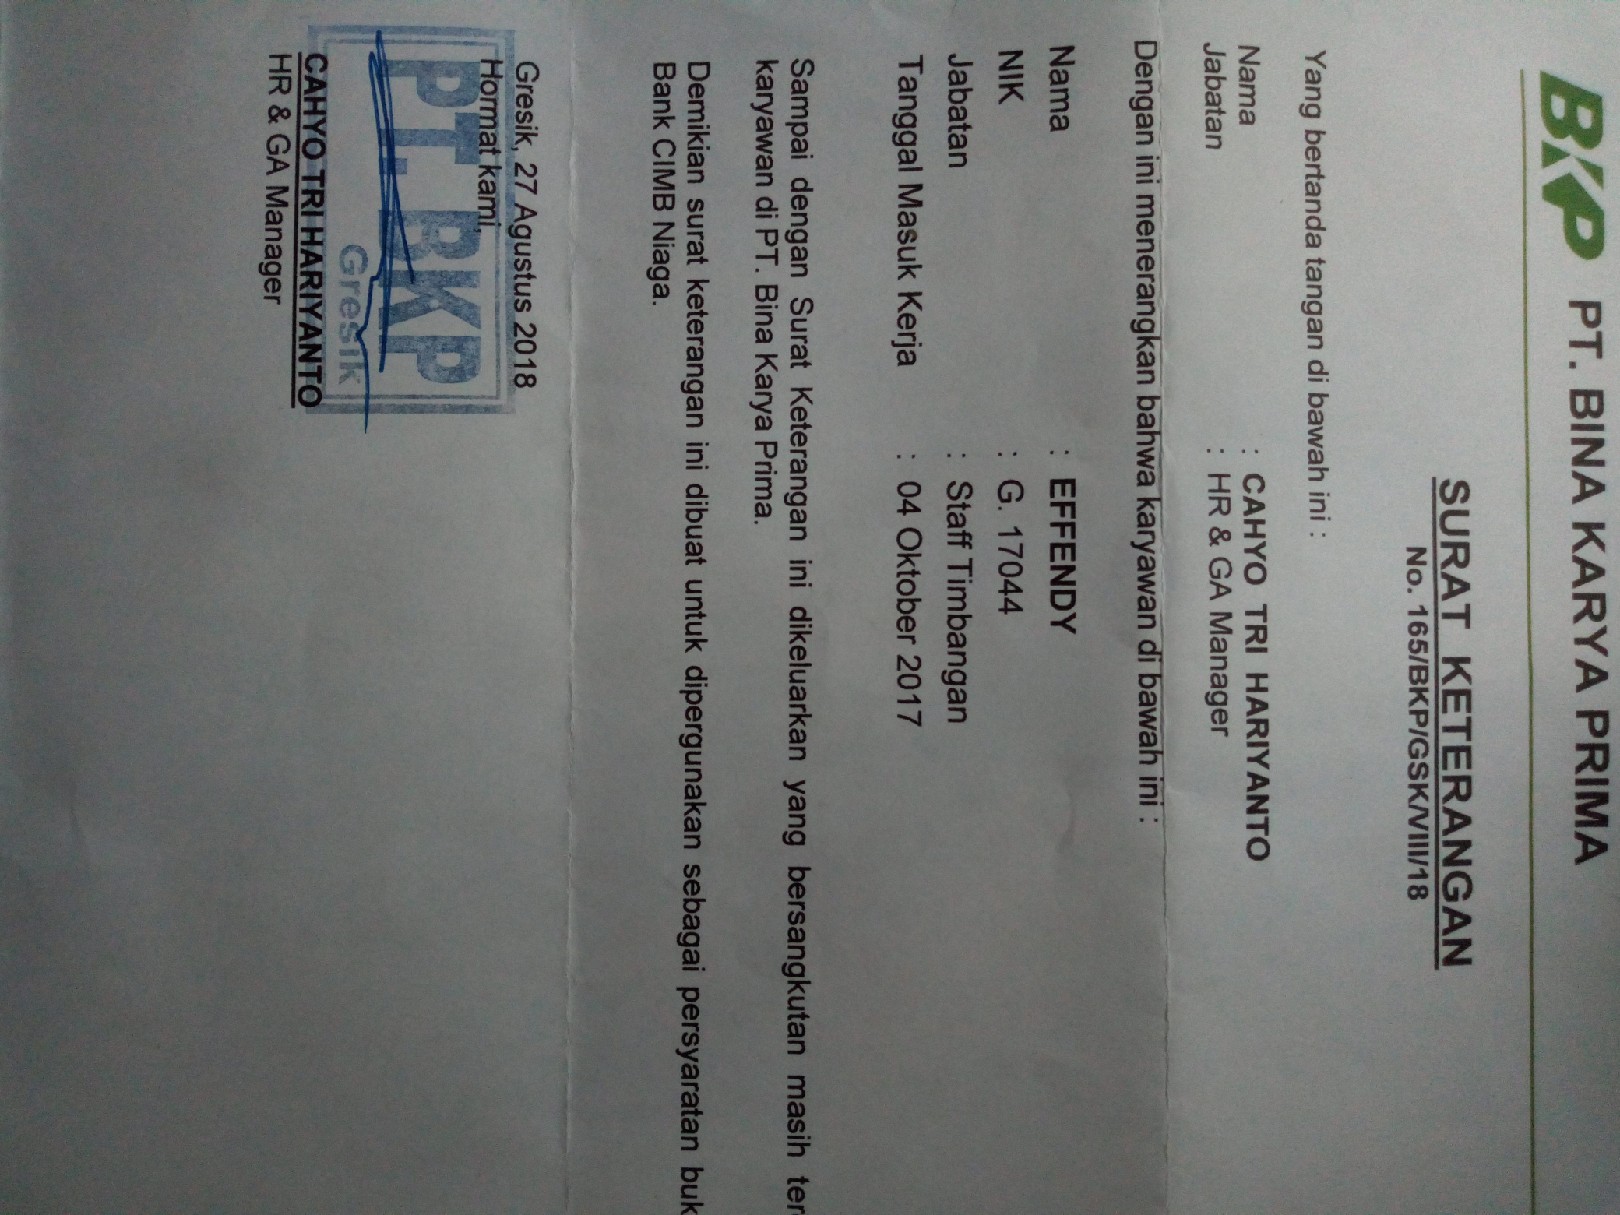 BKP PT. BINA KARYA PRIMA
SURAT KETERANGAN
No. 165/BKP/GSK/VIII/18
Yang bertanda tangan di bawah ini :
Nama : CAHYO TRI HARIYANTO
Jabatan : HR & GA Manager
Dengan ini menerangkan bahwa karyawan di bawah ini :
Nama : EFFENDY
NIK : G. 17044
Jabatan : Staff Timbangan
Tanggal Masuk Kerja : 04 Oktober 2017
Sampai dengan Surat Keterangan ini dikeluarkan yang bersangkutan masih
karyawan di PT. Bina Karya Prima.
Demikian surat keterangan ini dibuat untuk dipergunakan sebagai persyaratan
Bank CIMB Niaga.
Gresik, 27 Agustus 2018
Hormat kami,
PT. BKP
Gresik
CAHYO TRI HARIYANTO
HR & GA Manager